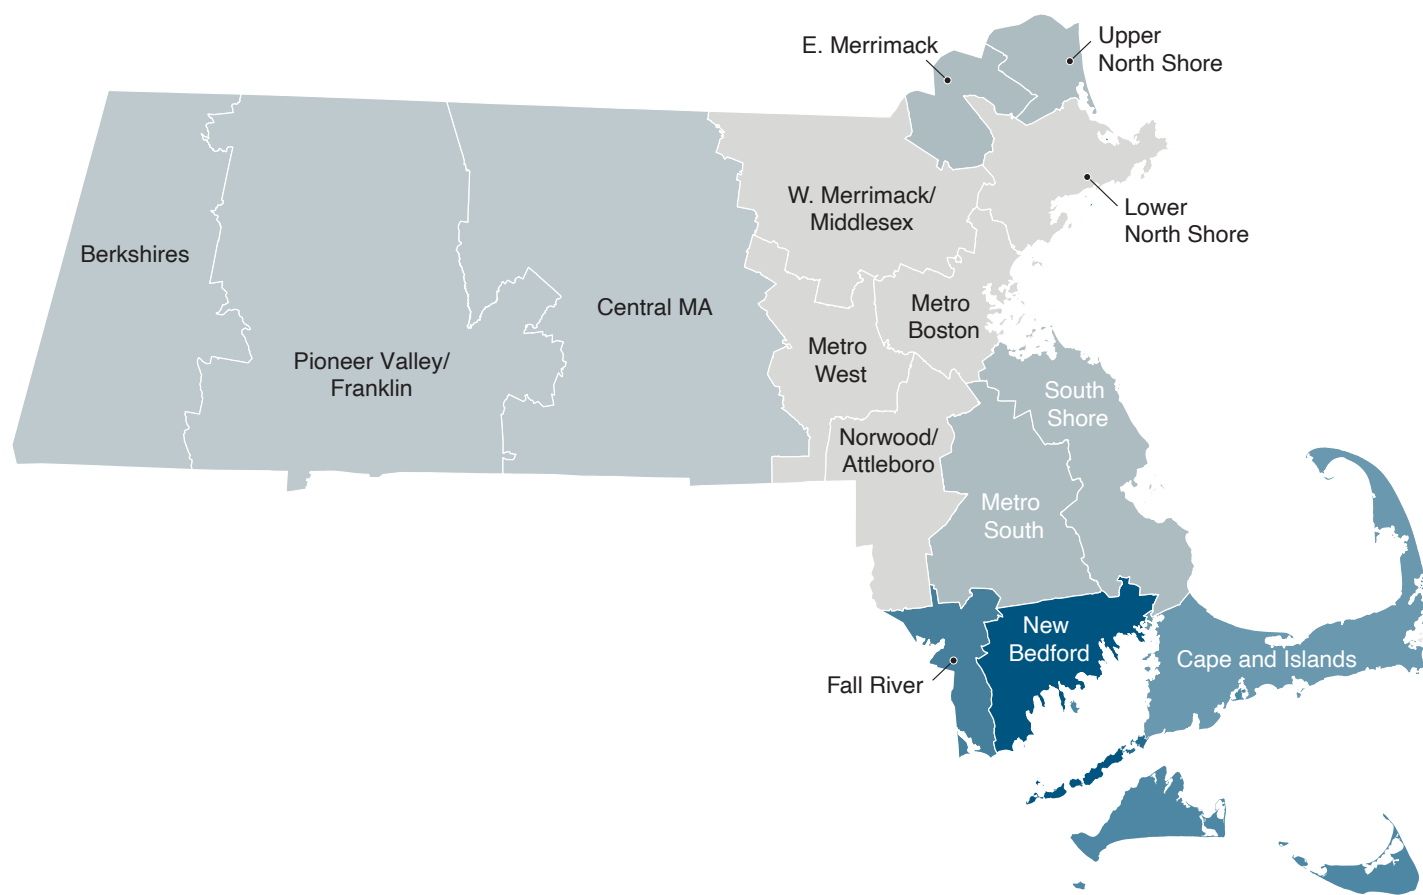 E. Merrimack
Upper
North Shore
W. Merrimack/
Middlesex
Lower
North Shore
Berkshires
Central MA
Metro
Boston
Pioneer Valley/
Franklin
Metro
West
South
Shore
Norwood/
Attleboro
Metro
South
New
Bedford
Cape and Islands
Fall River